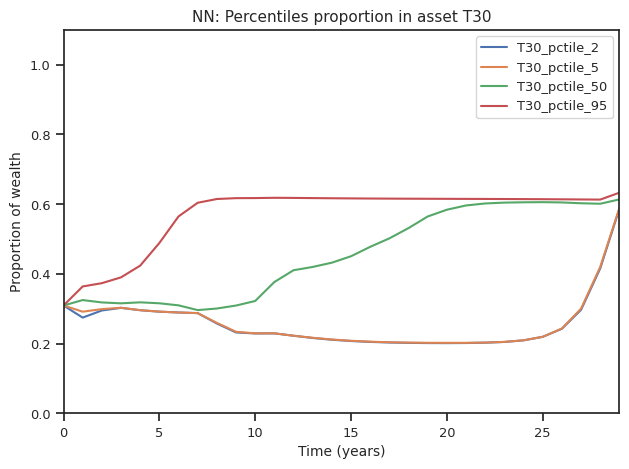 NN: Percentiles proportion in asset T30
T30_pctile_2
T30_pctile_5
T30_pctile_50
T30_pctile_95
Proportion of wealth
1.0
0.8
0.6
0.4
0.2
0.0
0 5 10 15 20 25
Time (years)